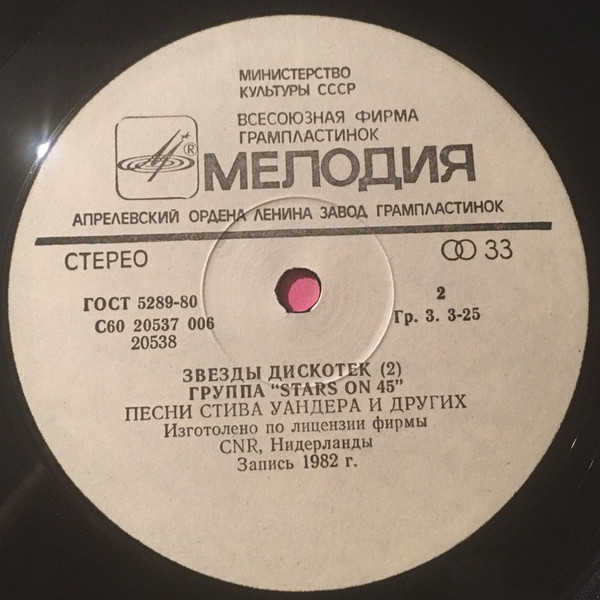 МИНИСТЕРСТВО
КУЛЬТУРЫ СССР
ВСЕСОЮЗНАЯ ФИРМА
ГРАМПЛАСТИНОК
® МЕЛОДИЯ
АПРЕЛЕВСКИЙ ОРДЕНА ЛЕНИНА ЗАВОД ГРАМПЛАСТИНОК
СТЕРЕО
33
ГОСТ 5289-80
С60 20537 006
20538
2
Гр. 3. 3-25
ЗВЕЗДЫ ДИСКОТЕК (2)
ГРУППА "STARS ON 45"
ПЕСНИ СТИВА УАНДЕРА И ДРУГИХ
Изготолено по лицензии фирмы
CNR, Нидерланды
Запись 1982 г.